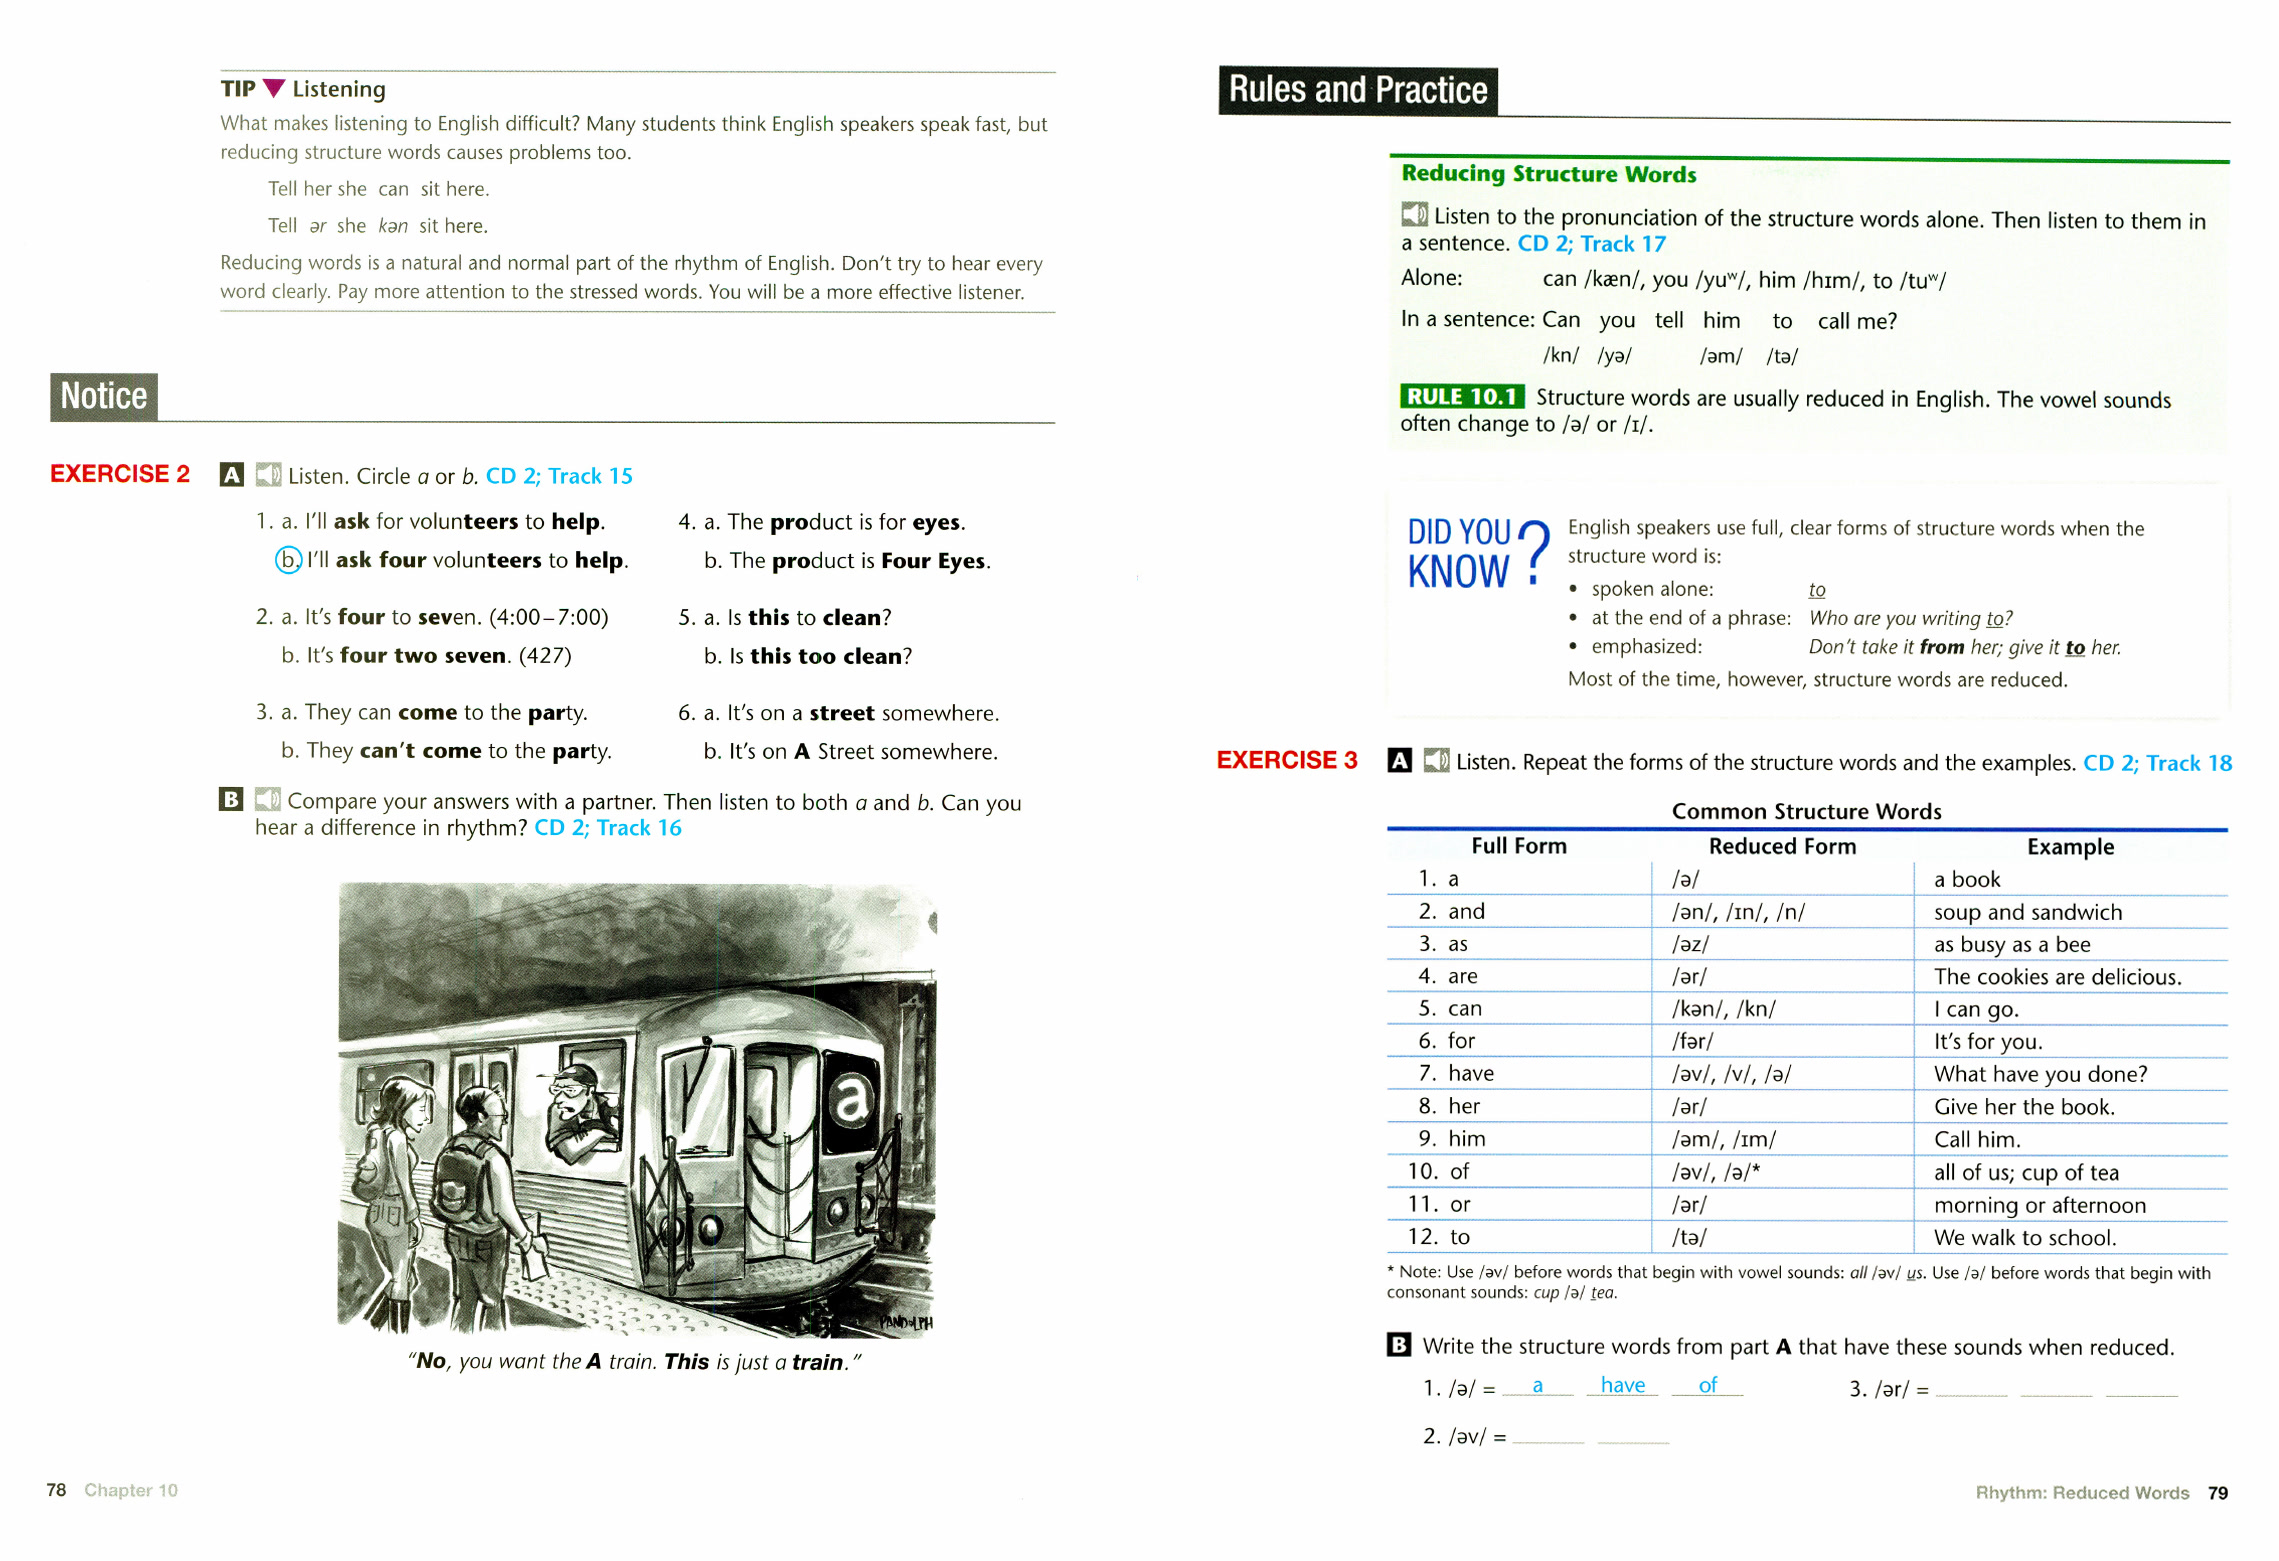 TIP ▼ Listening
What makes listening to English difficult? Many students think English speakers speak fast, but
reducing structure words causes problems too.
Tell her she can sit here.
Tell ər she kən sit here.
Reducing words is a natural and normal part of the rhythm of English. Don't try to hear every
word clearly. Pay more attention to the stressed words. You will be a more effective listener.
Notice
EXERCISE 2 A Listen. Circle a or b. CD 2; Track 15
1. a. I'll ask for volunteers to help.
b. I'll ask four volunteers to help.
2. a. It's four to seven. (4:00–7:00)
b. It's four two seven. (427)
3. a. They can come to the party.
b. They can't come to the party.
4. a. The product is for eyes.
b. The product is Four Eyes.
5. a. Is this to clean?
b. Is this too clean?
6. a. It's on a street somewhere.
b. It's on A Street somewhere.
B Compare your answers with a partner. Then listen to both a and b. Can you
hear a difference in rhythm? CD 2; Track 16
a
PANDOLPH
"No, you want the A train. This is just a train."
78 Chapter 10
Rules and Practice
Reducing Structure Words
Listen to the pronunciation of the structure words alone. Then listen to them in
a sentence. CD 2; Track 17
Alone: can /kæn/, you /yuʷ/, him /hɪm/, to /tuʷ/
In a sentence: Can you tell him to call me?
/kn/ /yə/ /əm/ /tə/
RULE 10.1 Structure words are usually reduced in English. The vowel sounds
often change to /ə/ or /ɪ/.
DID YOU KNOW?
English speakers use full, clear forms of structure words when the
structure word is:
• spoken alone: to
• at the end of a phrase: Who are you writing to?
• emphasized: Don't take it from her; give it to her.
Most of the time, however, structure words are reduced.
EXERCISE 3 A Listen. Repeat the forms of the structure words and the examples. CD 2; Track 18
Common Structure Words
Full Form Reduced Form Example
1. a /ə/ a book
2. and /ən/, /ɪn/, /n/ soup and sandwich
3. as /əz/ as busy as a bee
4. are /ər/ The cookies are delicious.
5. can /kən/, /kn/ I can go.
6. for /fər/ It's for you.
7. have /əv/, /v/, /ə/ What have you done?
8. her /ər/ Give her the book.
9. him /əm/, /ɪm/ Call him.
10. of /əv/, /ə/* all of us; cup of tea
11. or /ər/ morning or afternoon
12. to /tə/ We walk to school.
* Note: Use /əv/ before words that begin with vowel sounds: all /əv/ us. Use /ə/ before words that begin with
consonant sounds: cup /ə/ tea.
B Write the structure words from part A that have these sounds when reduced.
1. /ə/ = a have of
2. /əv/ =
3. /ər/ =
Rhythm: Reduced Words 79